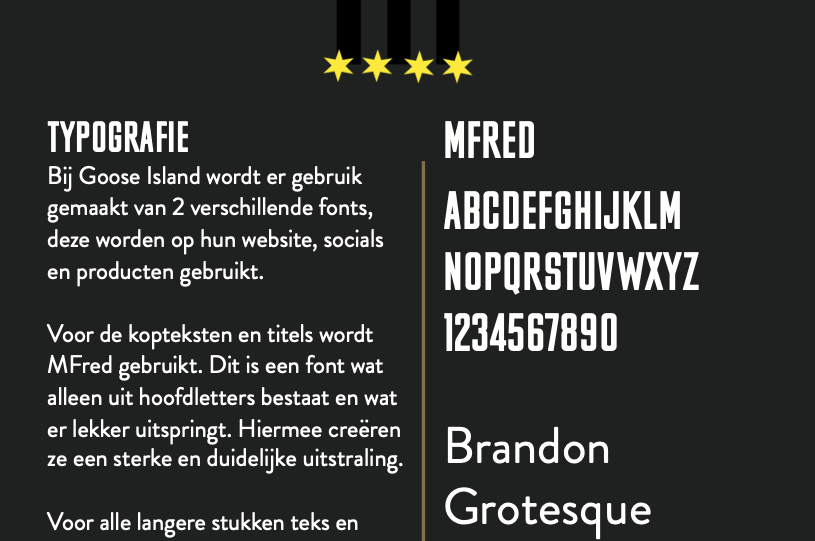 TYPOGRAFIE
Bij Goose Island wordt er gebruik
gemaakt van 2 verschillende fonts,
deze worden op hun website, socials
en producten gebruikt.
Voor de kopteksten en titels wordt
MFred gebruikt. Dit is een font wat
alleen uit hoofdletters bestaat en wat
er lekker uitspringt. Hiermee creëren
ze een sterke en duidelijke uitstraling.
Voor alle langere stukken teks en
MFRED
ABCDEFGHIJKLM
NOPQRSTUVWXYZ
1234567890
Brandon
Grotesque